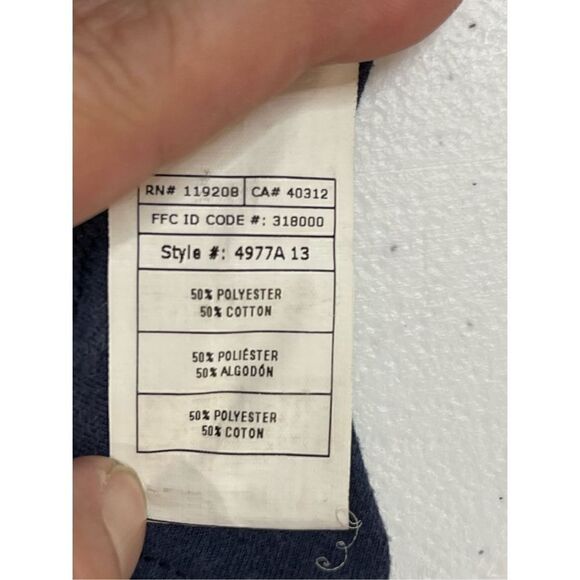 RN# 119208 CA# 40312
FFC ID CODE #: 318000
Style #: 4977A 13
50% POLYESTER
50% COTTON
50% POLIÉSTER
50% ALGODÓN
50% POLYESTER
50% COTON